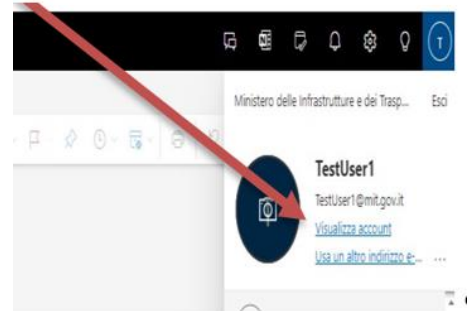 T
Ministero delle Infrastrutture e dei Trasp... Esci
TestUser1
TestUser1@mit.gov.it
Visualizza account
Usa un altro indirizzo e-... ...